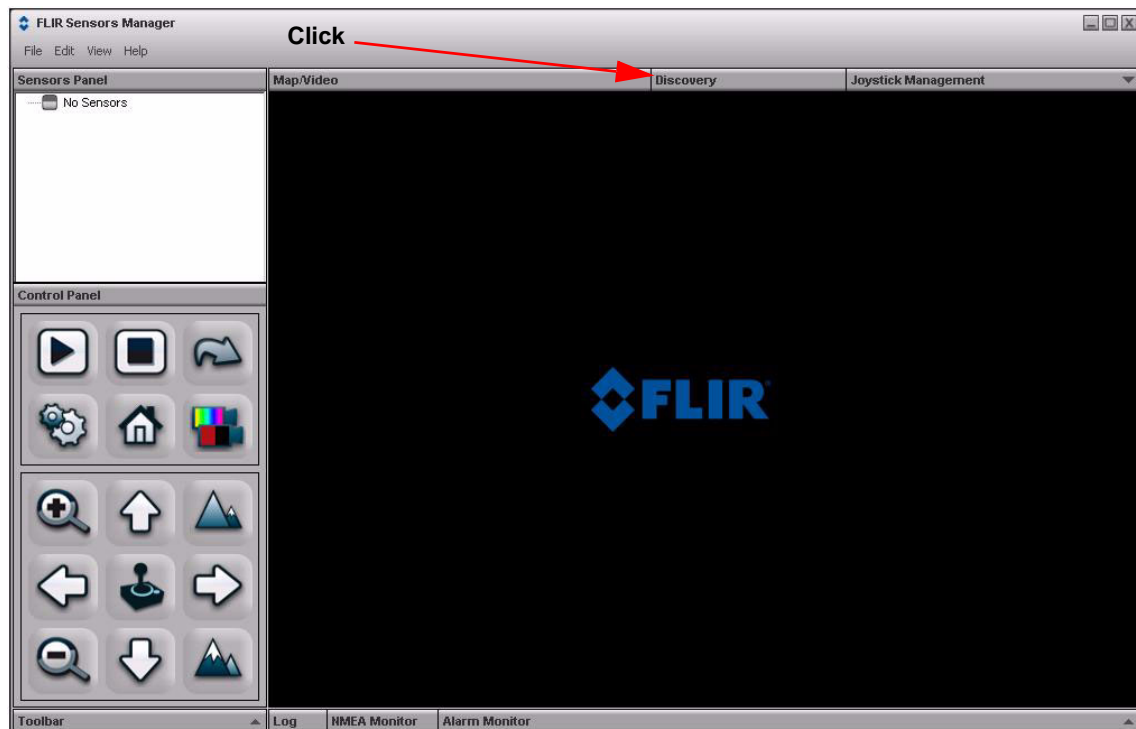 FLIR Sensors Manager
File Edit View Help
Click
Sensors Panel
Map/Video
Discovery
Joystick Management
No Sensors
Control Panel
FLIR
Toolbar
Log
NMEA Monitor
Alarm Monitor